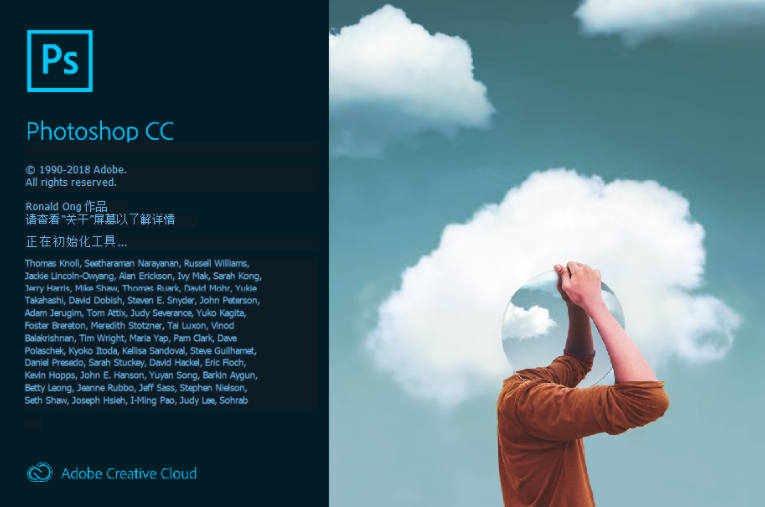 Ps
Photoshop CC
© 1990-2018 Adobe.
All rights reserved.
Ronald Ong 作品
请查看“关于”屏幕以了解详情
正在初始化工具...
Thomas Knoll, Seetharaman Narayanan, Russell Williams,
Jackie Lincoln-Owyang, Alan Erickson, Ivy Mak, Sarah Kong,
Jerry Harris, Mike Shaw, Thomas Ruark, David Mohr, Yukie
Takahashi, David Dobish, Steven E. Snyder, John Peterson,
Adam Jerugim, Tom Attix, Judy Severance, Yuko Kagita,
Foster Brereton, Meredith Stotzner, Tai Luxon, Vinod
Balakrishnan, Tim Wright, Maria Yap, Pam Clark, Dave
Polaschek, Kyoko Itoda, Kellisa Sandoval, Steve Guilhamet,
Daniel Presedo, Sarah Stuckey, David Hackel, Eric Floch,
Kevin Hopps, John E. Hanson, Yuyan Song, Barkin Aygun,
Betty Leong, Jeanne Rubbo, Jeff Sass, Stephen Nielson,
Seth Shaw, Joseph Hsieh, I-Ming Pao, Judy Lee, Sohrab
Adobe Creative Cloud